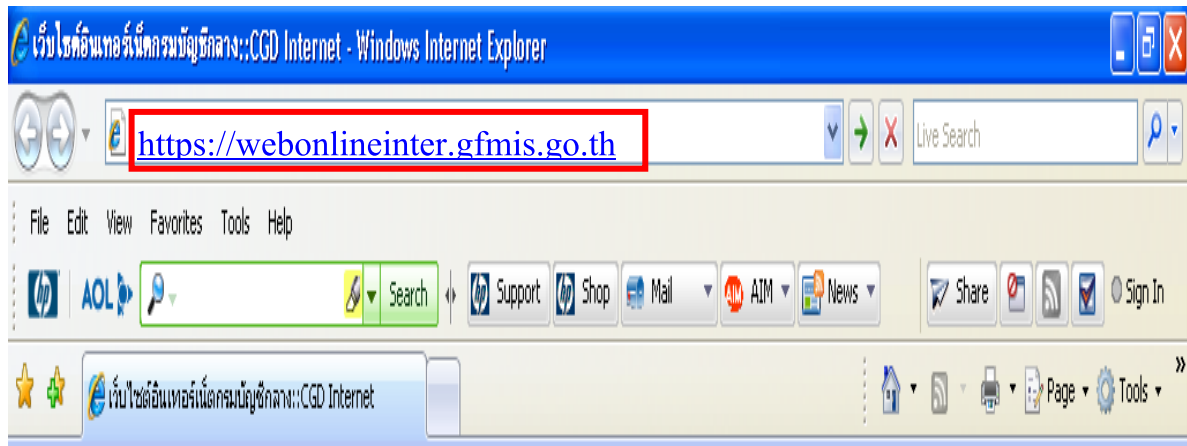 เว็บไซต์อินเทอร์เน็ตกรมบัญชีกลาง::CGD Internet - Windows Internet Explorer
https://webonlineinter.gfmis.go.th Live Search
File Edit View Favorites Tools Help
hp AOL Search hp Support hp Shop Mail AIM AIM News Share Sign In
เว็บไซต์อินเทอร์เน็ตกรมบัญชีกลาง::CGD Internet Page Tools »